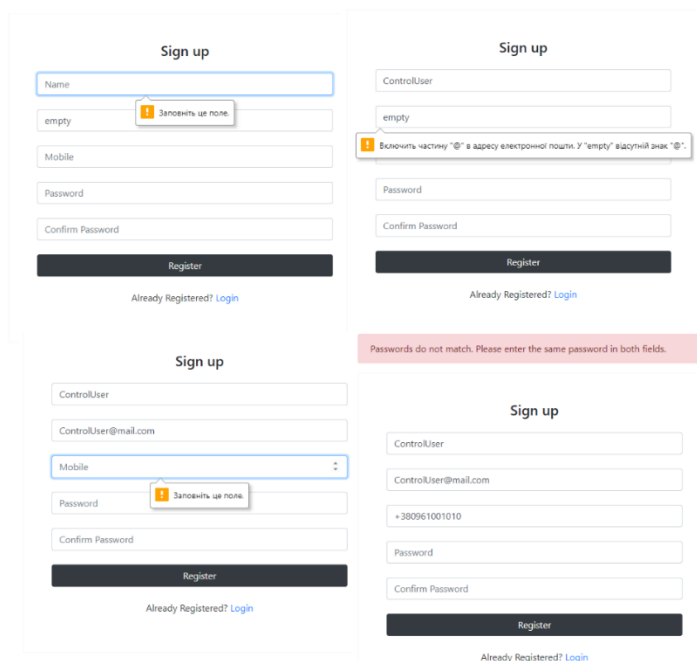 Sign up
Name
Заповніть це поле.
empty
Mobile
Password
Confirm Password
Register
Already Registered? Login
Sign up
ControlUser
empty
Включить частину "@" в адресу електронної пошти. У "empty" відсутній знак "@".
Password
Confirm Password
Register
Already Registered? Login
Sign up
ControlUser
ControlUser@mail.com
Mobile
Заповніть це поле.
Password
Confirm Password
Register
Already Registered? Login
Passwords do not match. Please enter the same password in both fields.
Sign up
ControlUser
ControlUser@mail.com
+380961001010
Password
Confirm Password
Register
Already Registered? Login